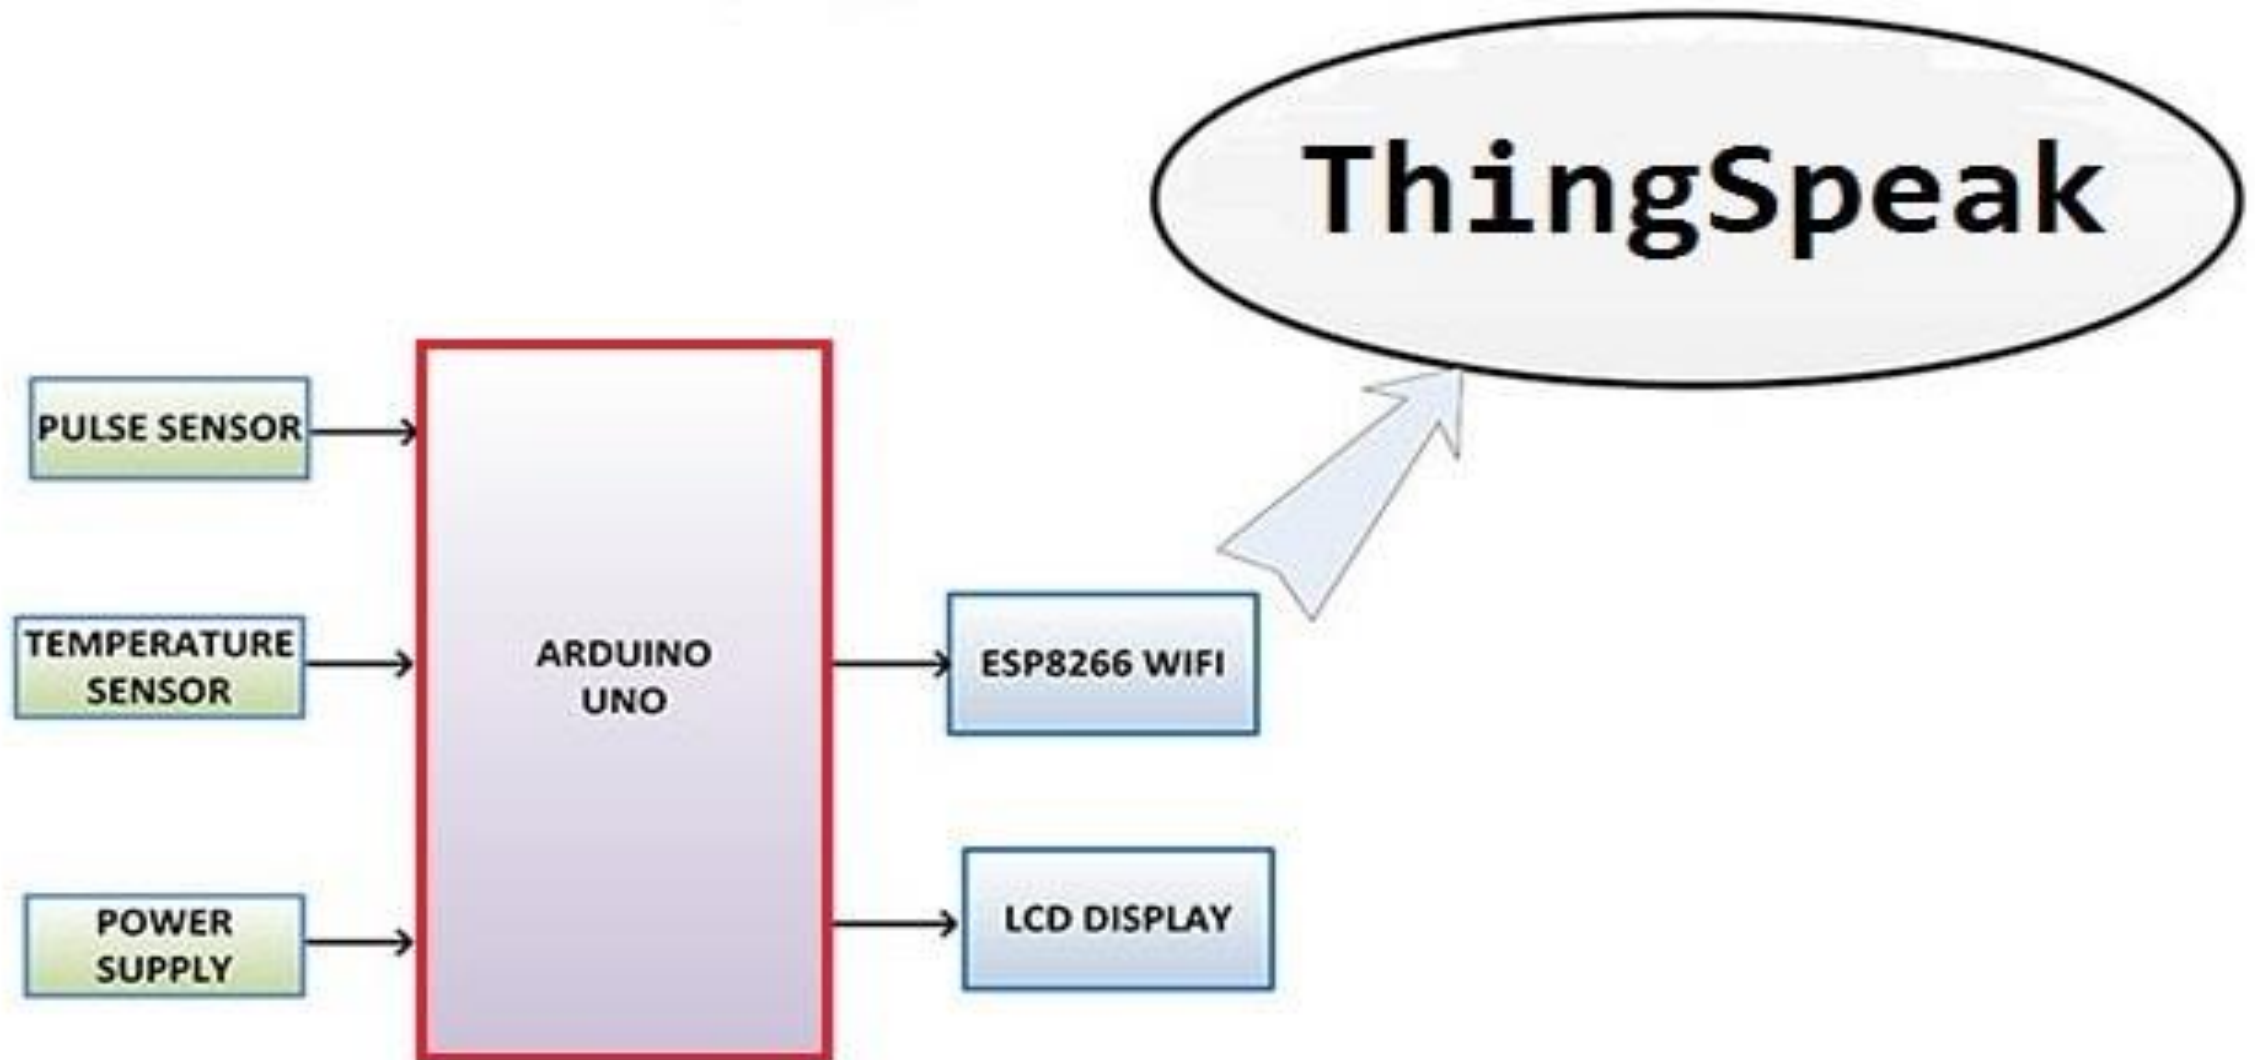 ThingSpeak
PULSE SENSOR
TEMPERATURE
SENSOR
POWER
SUPPLY
ARDUINO
UNO
ESP8266 WIFI
LCD DISPLAY